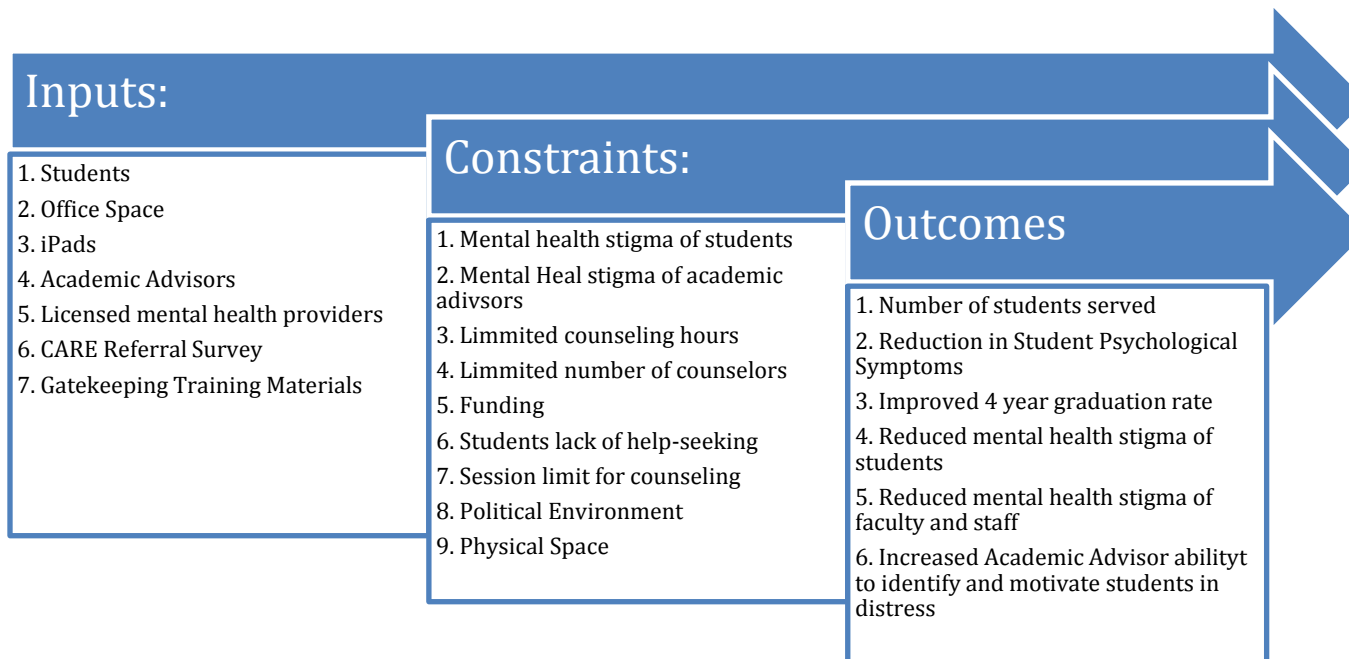 Inputs:
1. Students
2. Office Space
3. iPads
4. Academic Advisors
5. Licensed mental health providers
6. CARE Referral Survey
7. Gatekeeping Training Materials
Constraints:
1. Mental health stigma of students
2. Mental Heal stigma of academic
adivsors
3. Limmited counseling hours
4. Limmited number of counselors
5. Funding
6. Students lack of help-seeking
7. Session limit for counseling
8. Political Environment
9. Physical Space
Outcomes
1. Number of students served
2. Reduction in Student Psychological
Symptoms
3. Improved 4 year graduation rate
4. Reduced mental health stigma of
students
5. Reduced mental health stigma of
faculty and staff
6. Increased Academic Advisor abilityt
to identify and motivate students in
distress